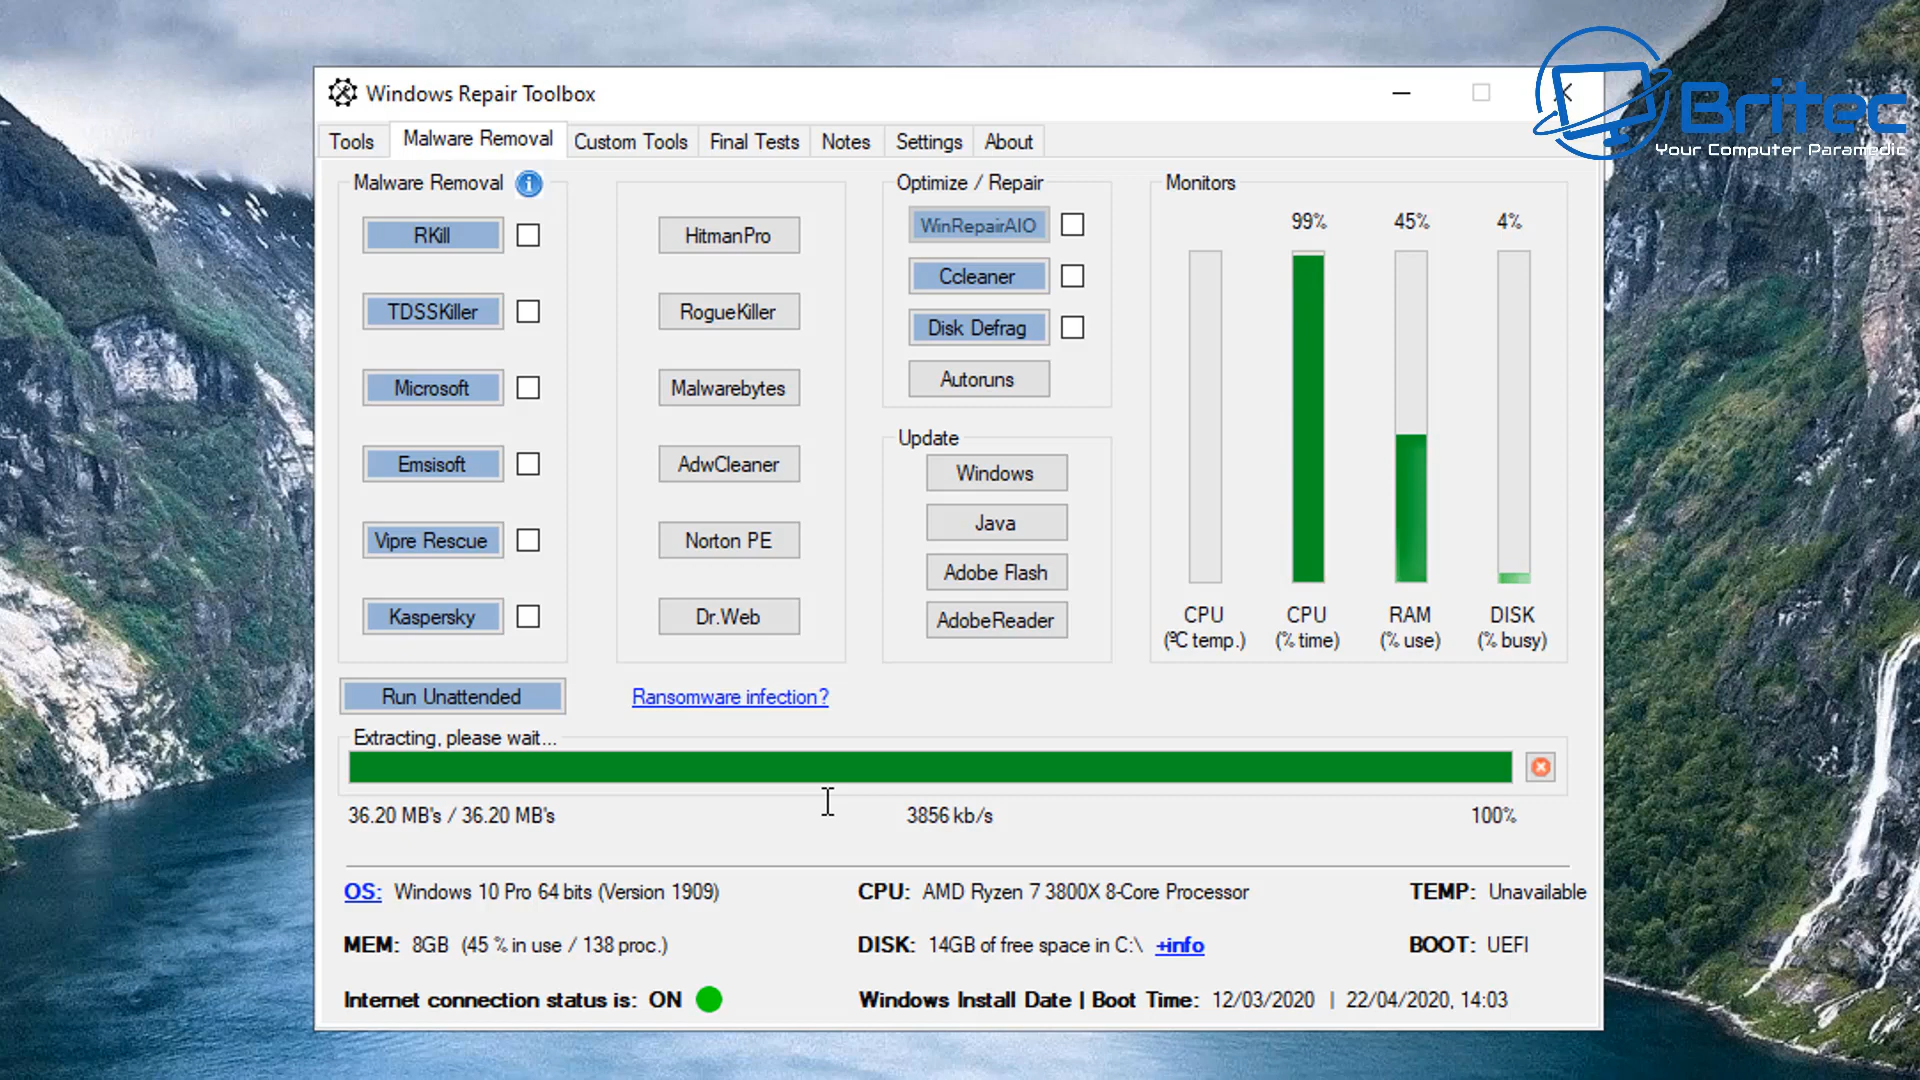 Windows Repair Toolbox
Britec
Your Computer Paramedic
Tools Malware Removal Custom Tools Final Tests Notes Settings About
Malware Removal
RKill
TDSSKiller
Microsoft
Emsisoft
Vipre Rescue
Kaspersky
Run Unattended
HitmanPro
RogueKiller
Malwarebytes
AdwCleaner
Norton PE
Dr.Web
Ransomware infection?
Optimize / Repair
WinRepairAIO
Ccleaner
Disk Defrag
Autoruns
Update
Windows
Java
Adobe Flash
AdobeReader
Monitors
99% 45% 4%
CPU CPU RAM DISK
(ºC temp.) (% time) (% use) (% busy)
Extracting, please wait...
36.20 MB's / 36.20 MB's 3856 kb/s 100%
OS: Windows 10 Pro 64 bits (Version 1909) CPU: AMD Ryzen 7 3800X 8-Core Processor TEMP: Unavailable
MEM: 8GB (45 % in use / 138 proc.) DISK: 14GB of free space in C:\ +info BOOT: UEFI
Internet connection status is: ON Windows Install Date | Boot Time: 12/03/2020 | 22/04/2020, 14:03